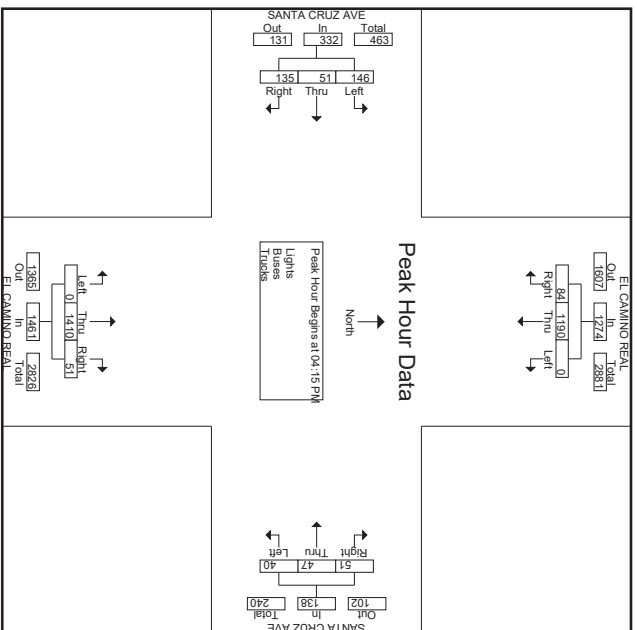 SANTA CRUZ AVE
Out In Total
131 332 463
135 51 146
Right Thru Left
EL CAMINO REAL
Out In Total
1607 1274 2881
84 1190 0
Right Thru Left
Peak Hour Data
North
Peak Hour Begins at 04:15 PM
Lights
Buses
Trucks
Left Thru Right
0 1410 51
1365 1461 2826
Out In Total
EL CAMINO REAL
Left Thru Right
40 47 51
240 138 102
Total In Out
SANTA CRUZ AVE